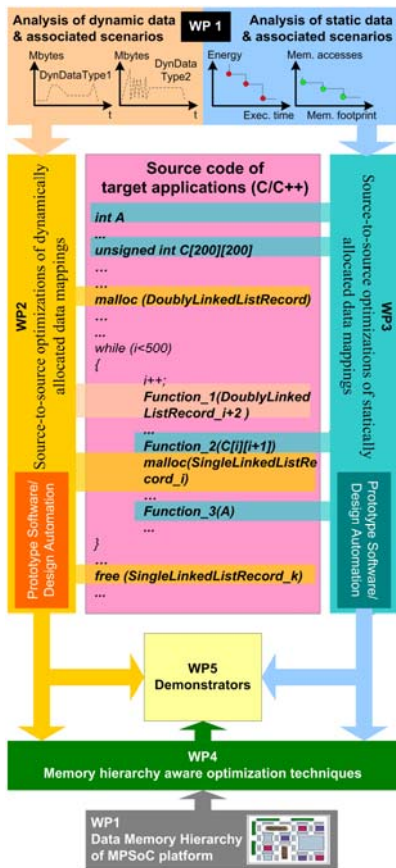 Analysis of dynamic data
& associated scenarios
WP 1
Analysis of static data
& associated scenarios
Mbytes
DynDataType1
t
Mbytes
DynData
Type2
t
Energy
Exec. time
Mem. accesses
Mem. footprint
WP2
Source-to-source optimizations of dynamically
allocated data mappings
Prototype Software/
Design Automation
Source code of
target applications (C/C++)
int A
...
unsigned int C[200][200]
...
...
malloc (DoublyLinkedListRecord)
...
...
while (i<500)
{
i++;
Function_1(DoublyLinked
ListRecord_i+2 )
...
Function_2(C[i][i+1])
malloc(SingleLinkedListRe
cord_i)
...
Function_3(A)
...
}
...
free (SingleLinkedListRecord_k)
...
WP3
Source-to-source optimizations of statically
allocated data mappings
Prototype Software/
Design Automation
WP5
Demonstrators
WP4
Memory hierarchy aware optimization techniques
WP1
Data Memory Hierarchy
of MPSoC platform